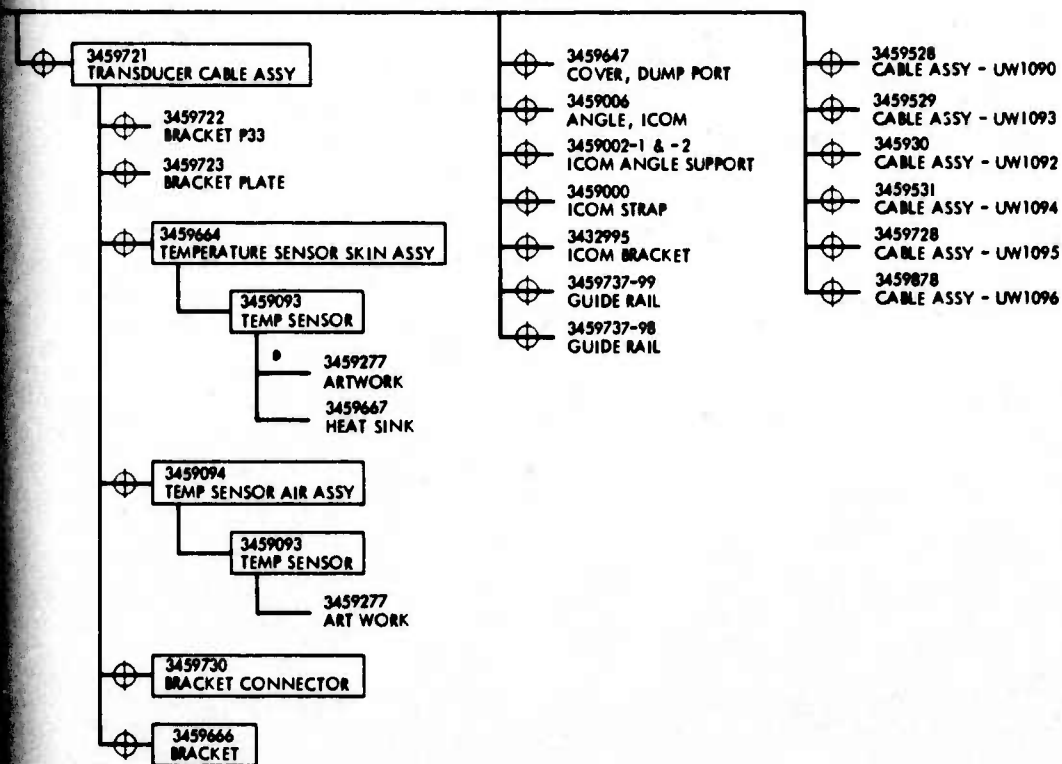 3459721
TRANSDUCER CABLE ASSY
3459722
BRACKET P33
3459723
BRACKET PLATE
3459664
TEMPERATURE SENSOR SKIN ASSY
3459093
TEMP SENSOR
3459277
ARTWORK
3459667
HEAT SINK
3459094
TEMP SENSOR AIR ASSY
3459093
TEMP SENSOR
3459277
ART WORK
3459730
BRACKET CONNECTOR
3459666
BRACKET
3459647
COVER, DUMP PORT
3459006
ANGLE, ICOM
3459002-1 & -2
ICOM ANGLE SUPPORT
3459000
ICOM STRAP
3432995
ICOM BRACKET
3459737-99
GUIDE RAIL
3459737-98
GUIDE RAIL
3459528
CABLE ASSY - UW1090
3459529
CABLE ASSY - UW1093
345930
CABLE ASSY - UW1092
3459531
CABLE ASSY - UW1094
3459728
CABLE ASSY - UW1095
3459878
CABLE ASSY - UW1096